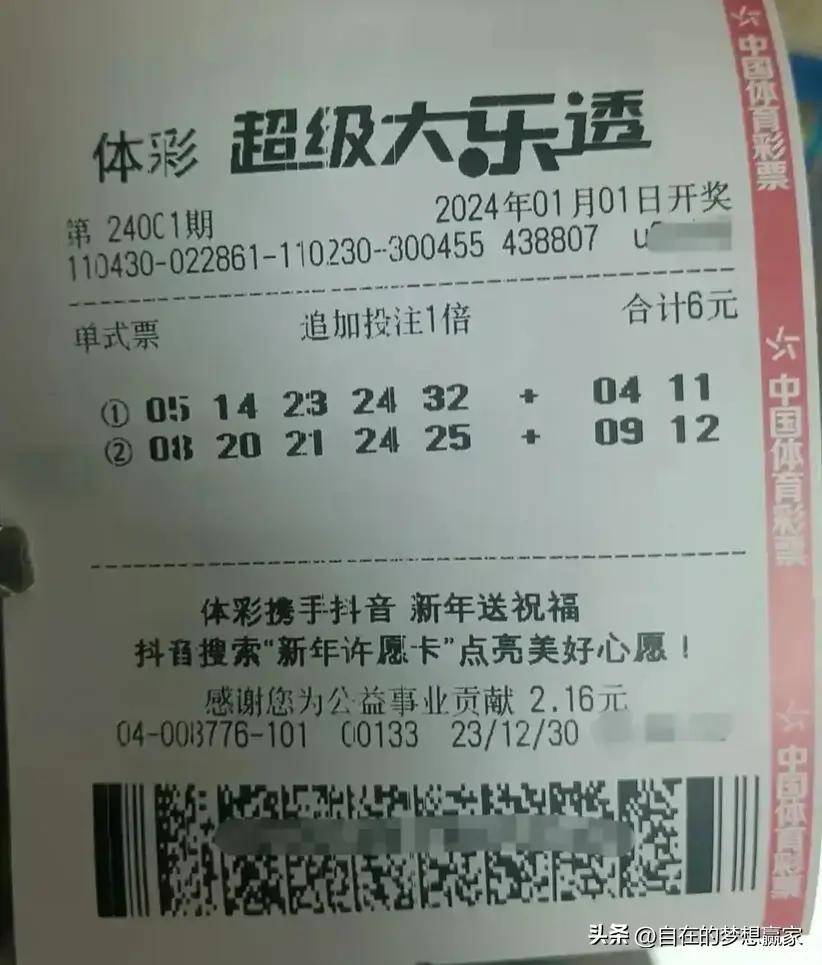 体彩 超级大乐透
第 24001期 2024年01月01日开奖
110430-022861-110230-300455 438807
单式票 追加投注1倍 合计6元
① 05 14 23 24 32 + 04 11
② 08 20 21 24 25 + 09 12
体彩携手抖音 新年送祝福
抖音搜索“新年许愿卡”点亮美好心愿！
感谢您为公益事业贡献 2.16元
04-008776-101 00133 23/12/30
中国体育彩票
中国体育彩票
中国体育彩票
头条 @自在的梦想赢家